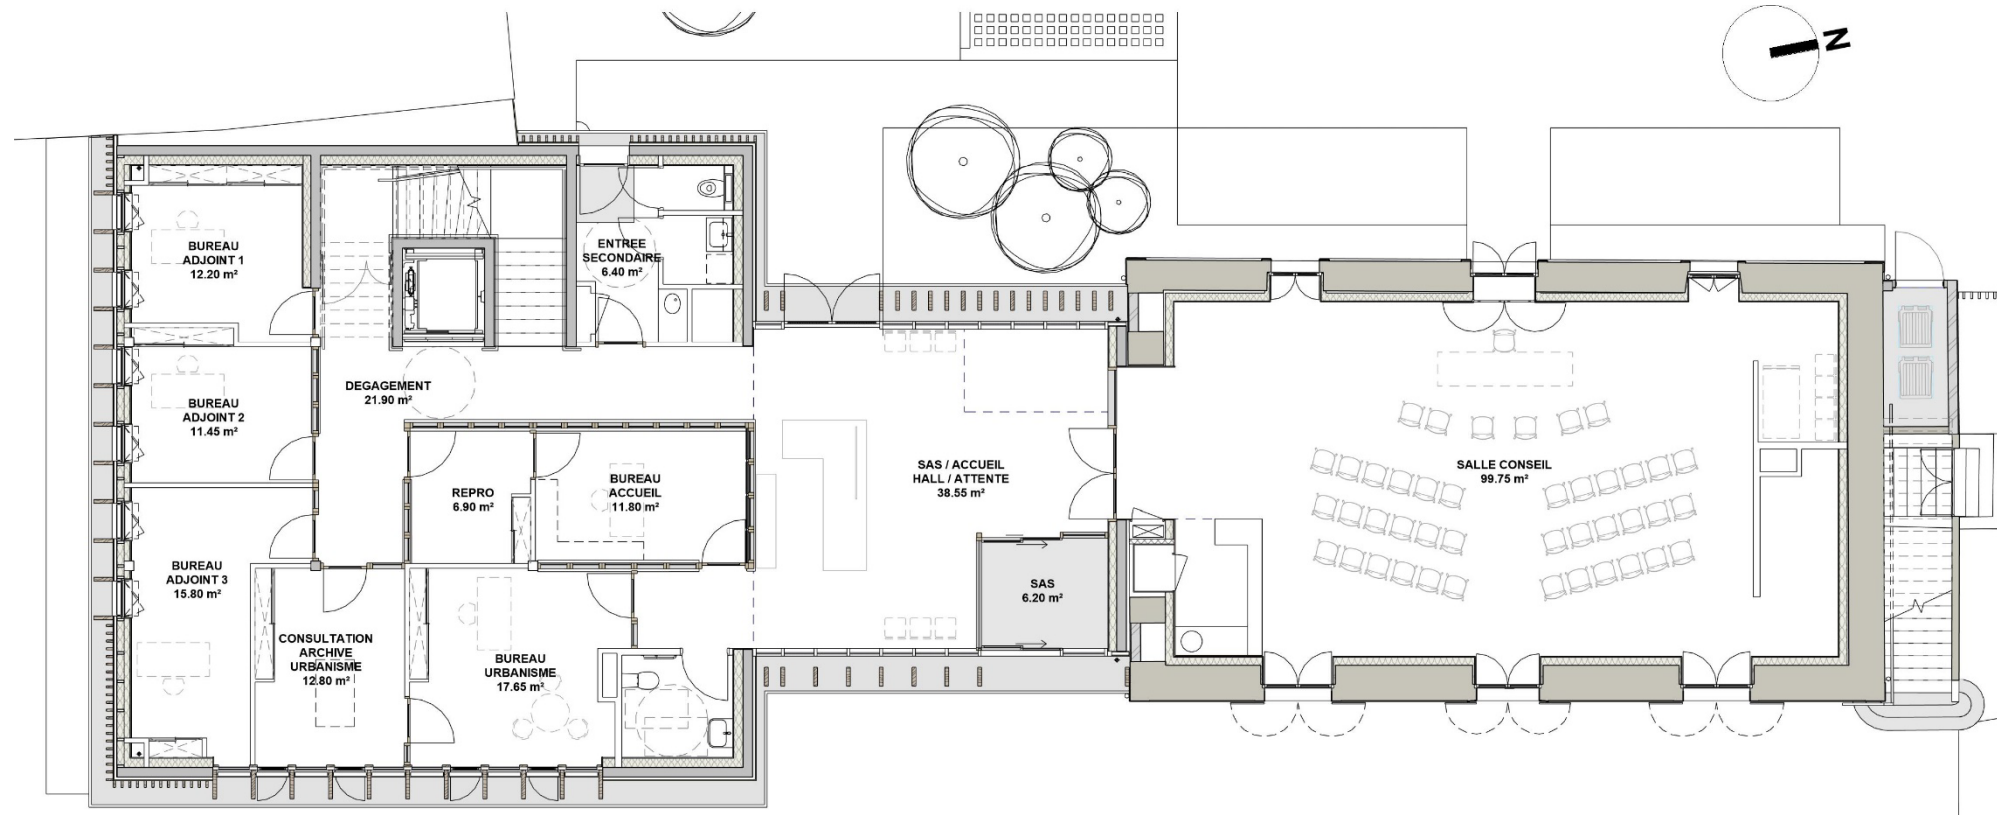 N
BUREAU
ADJOINT 1
12.20 m²
ENTREE
SECONDAIRE
6.40 m²
DEGAGEMENT
21.90 m²
BUREAU
ADJOINT 2
11.45 m²
SAS / ACCUEIL
HALL / ATTENTE
38.55 m²
SALLE CONSEIL
99.75 m²
REPRO
6.90 m²
BUREAU
ACCUEIL
11.80 m²
BUREAU
ADJOINT 3
15.80 m²
SAS
6.20 m²
CONSULTATION
ARCHIVE
URBANISME
12.80 m²
BUREAU
URBANISME
17.65 m²